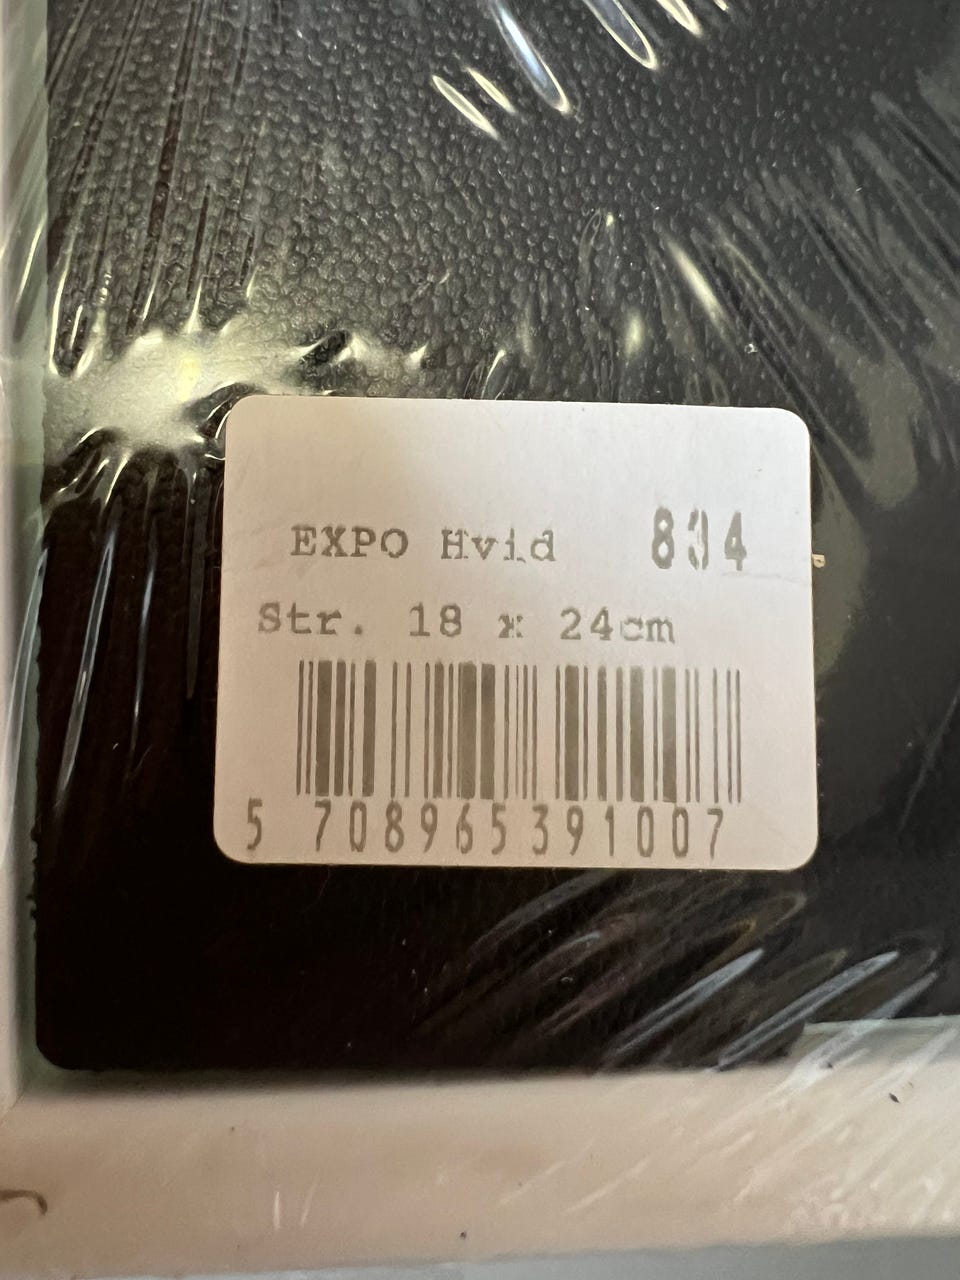 EXPO Hvid 834
Str. 18 x 24cm
5 708965 391007